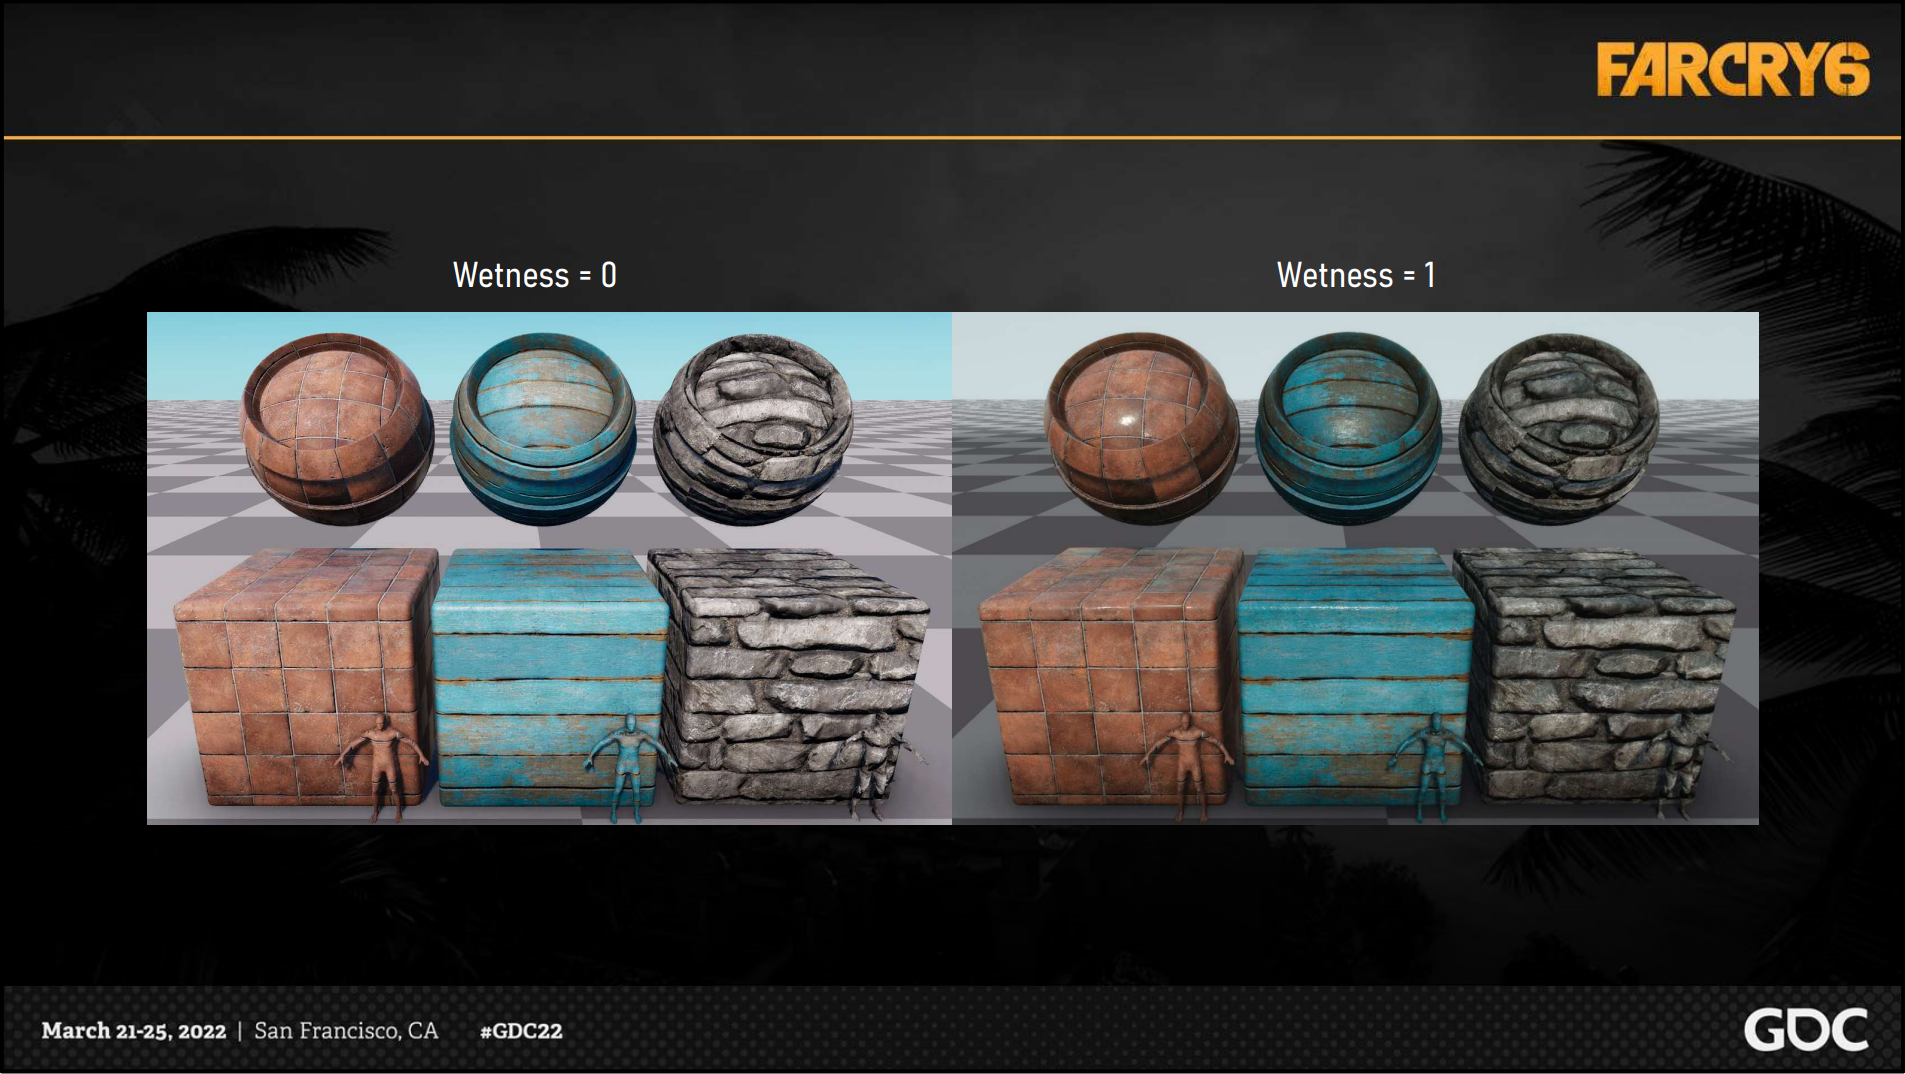 FARCRY6
Wetness = 0
Wetness = 1
March 21-25, 2022 | San Francisco, CA #GDC22
GDC